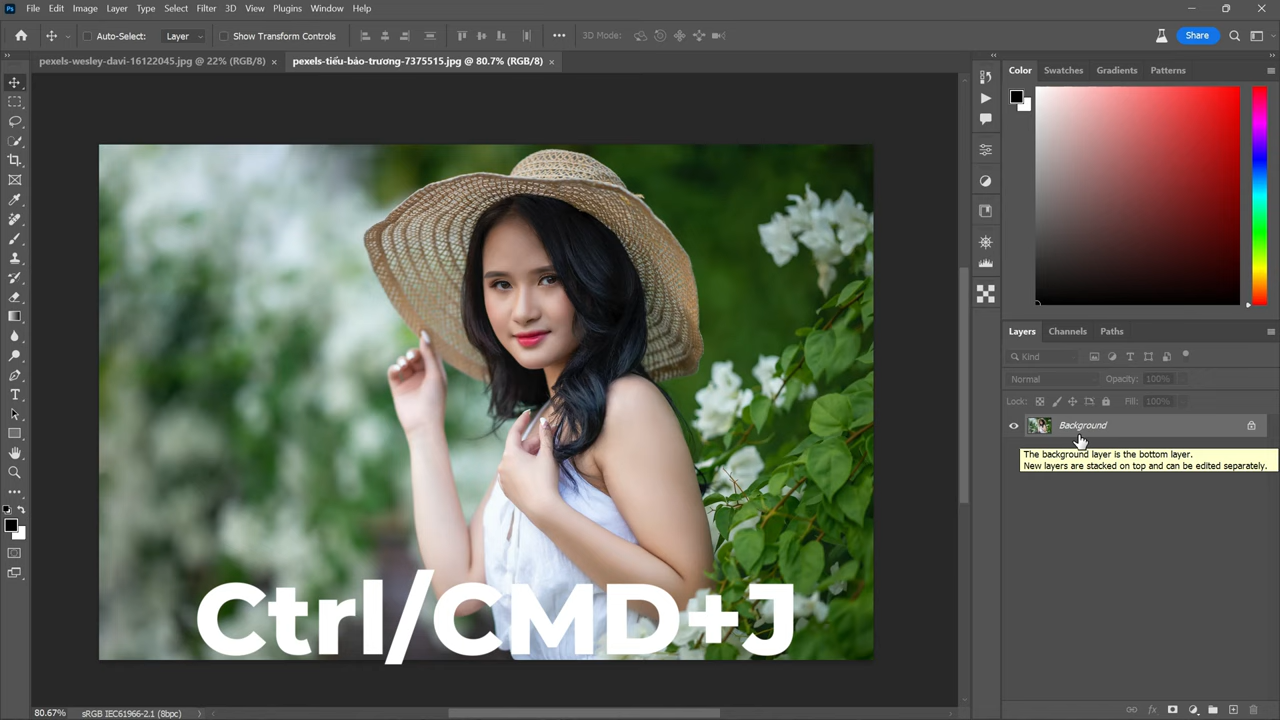 Ps File Edit Image Layer Type Select Filter 3D View Plugins Window Help
Auto-Select: Layer Show Transform Controls 3D Mode: Share
pexels-wesley-davi-16122045.jpg @ 22% (RGB/8) × pexels-tiểu-bảo-trương-7375515.jpg @ 80.7% (RGB/8) ×
Color Swatches Gradients Patterns
Layers Channels Paths
Kind
Normal Opacity: 100%
Lock: Fill: 100%
Background
The background layer is the bottom layer.
New layers are stacked on top and can be edited separately.
Ctrl/CMD+J
80.67% sRGB IEC61966-2.1 (8bpc)